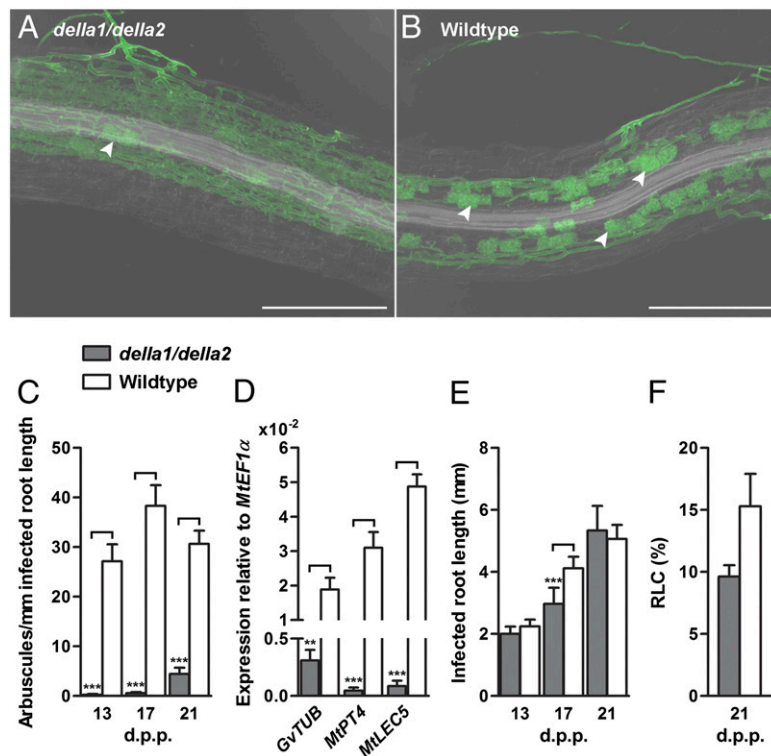 A della1/della2
B Wildtype
della1/della2
Wildtype
C
Arbuscules/mm infected root length
50
40
30
20
10
0
***
***
***
13 17 21
d.p.p.
D
x10⁻²
Expression relative to MtEF1α
6
5
4
3
2
1
0.5
0.0
**
***
***
GvTUB MtPT4 MtLEC5
E
Infected root length (mm)
8
6
4
2
0
***
13 17 21
d.p.p.
F
RLC (%)
20
15
10
5
0
21
d.p.p.